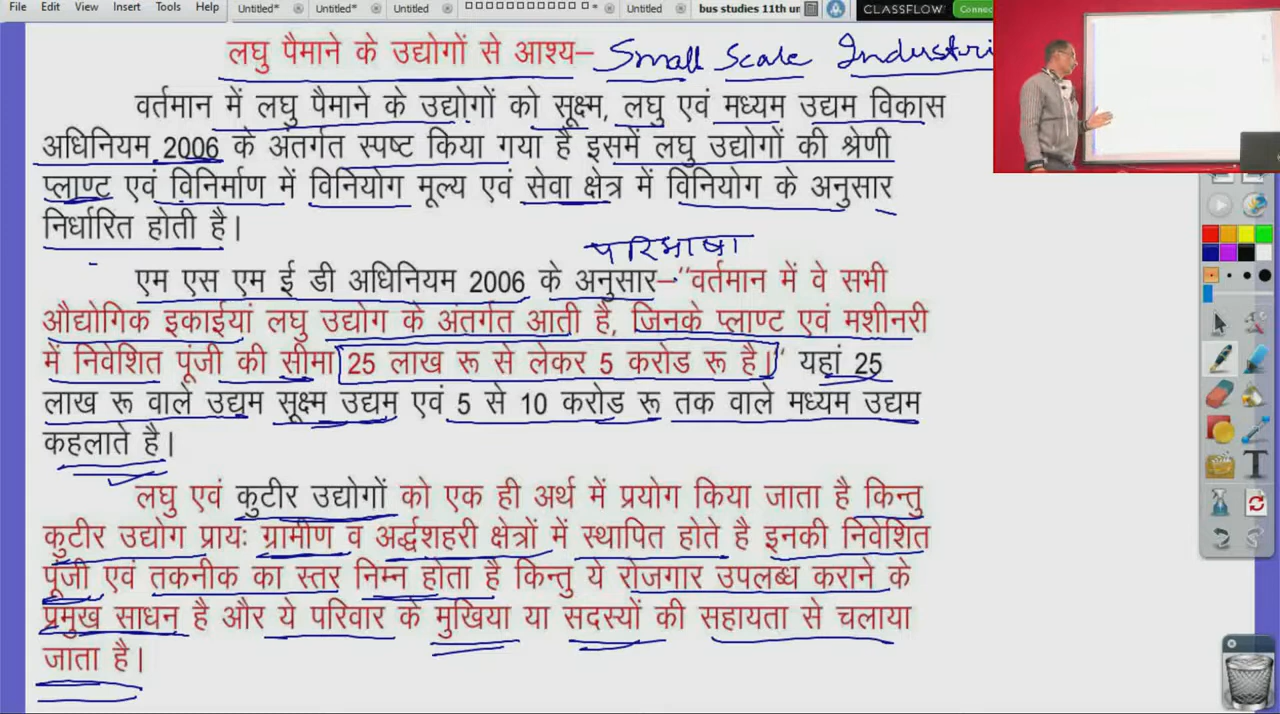 File Edit View Insert Tools Help Untitled* Untitled* Untitled Untitled bus studies 11th un CLASSFLOW Connec
लघु पैमाने के उद्योगों से आशय– Small Scale Industri
वर्तमान में लघु पैमाने के उद्योगों को सूक्ष्म, लघु एवं मध्यम उद्यम विकास
अधिनियम 2006 के अंतर्गत स्पष्ट किया गया है इसमें लघु उद्योगों की श्रेणी
प्लाण्ट एवं विनिर्माण में विनियोग मूल्य एवं सेवा क्षेत्र में विनियोग के अनुसार
निर्धारित होती है।
परिभाषा
एम एस एम ई डी अधिनियम 2006 के अनुसार–"वर्तमान में वे सभी
औद्योगिक इकाईयां लघु उद्योग के अंतर्गत आती है, जिनके प्लाण्ट एवं मशीनरी
में निवेशित पूंजी की सीमा 25 लाख रू से लेकर 5 करोड रू है।" यहां 25
लाख रू वाले उद्यम सूक्ष्म उद्यम एवं 5 से 10 करोड रू तक वाले मध्यम उद्यम
कहलाते है।
लघु एवं कुटीर उद्योगों को एक ही अर्थ में प्रयोग किया जाता है किन्तु
कुटीर उद्योग प्रायः ग्रामीण व अर्द्धशहरी क्षेत्रों में स्थापित होते है इनकी निवेशित
पूंजी एवं तकनीक का स्तर निम्न होता है किन्तु ये रोजगार उपलब्ध कराने के
प्रमुख साधन है और ये परिवार के मुखिया या सदस्यों की सहायता से चलाया
जाता है।